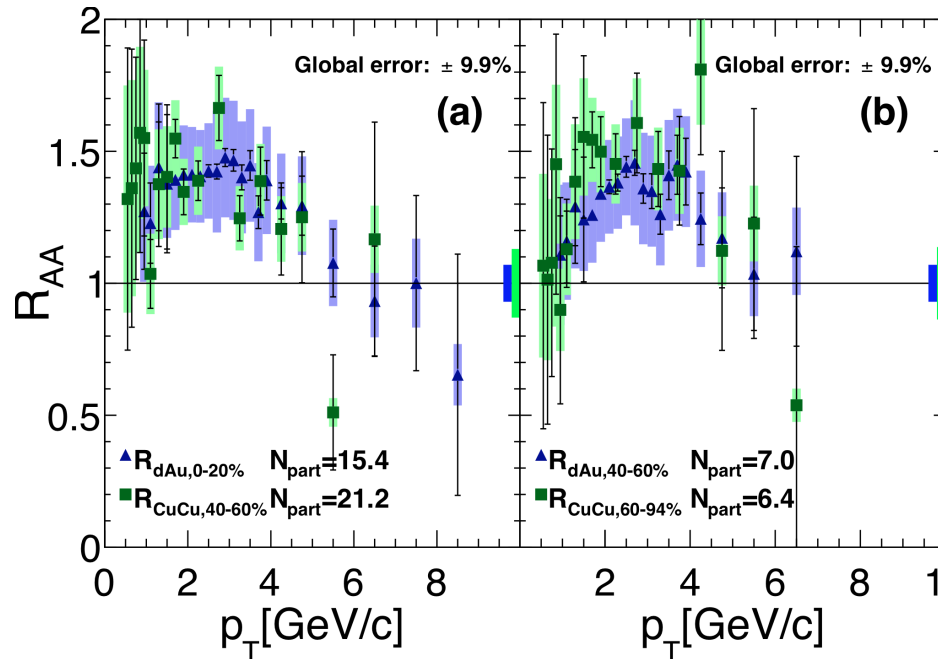 2
1.5
1
0.5
0
R_AA
Global error: ± 9.9%
(a)
R_dAu,0-20% N_part=15.4
R_CuCu,40-60% N_part=21.2
0 2 4 6 8
p_T[GeV/c]
Global error: ± 9.9%
(b)
R_dAu,40-60% N_part=7.0
R_CuCu,60-94% N_part=6.4
2 4 6 8 1
p_T[GeV/c]